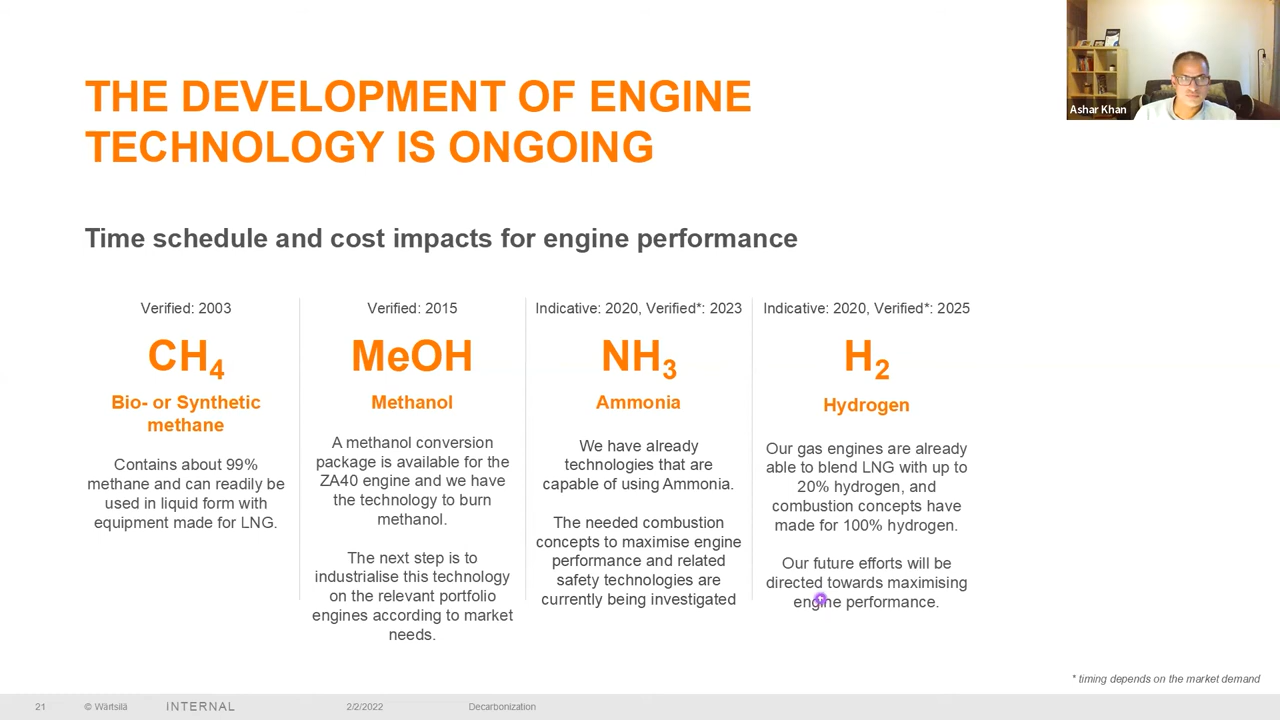 THE DEVELOPMENT OF ENGINE
TECHNOLOGY IS ONGOING
Ashar Khan
Time schedule and cost impacts for engine performance
Verified: 2003
CH4
Bio- or Synthetic
methane
Contains about 99%
methane and can readily be
used in liquid form with
equipment made for LNG.
Verified: 2015
MeOH
Methanol
A methanol conversion
package is available for the
ZA40 engine and we have
the technology to burn
methanol.
The next step is to
industrialise this technology
on the relevant portfolio
engines according to market
needs.
Indicative: 2020, Verified*: 2023
NH3
Ammonia
We have already
technologies that are
capable of using Ammonia.
The needed combustion
concepts to maximise engine
performance and related
safety technologies are
currently being investigated
Indicative: 2020, Verified*: 2025
H2
Hydrogen
Our gas engines are already
able to blend LNG with up to
20% hydrogen, and
combustion concepts have
made for 100% hydrogen.
Our future efforts will be
directed towards maximising
engine performance.
* timing depends on the market demand
21 © Wärtsilä INTERNAL 2/2/2022 Decarbonization